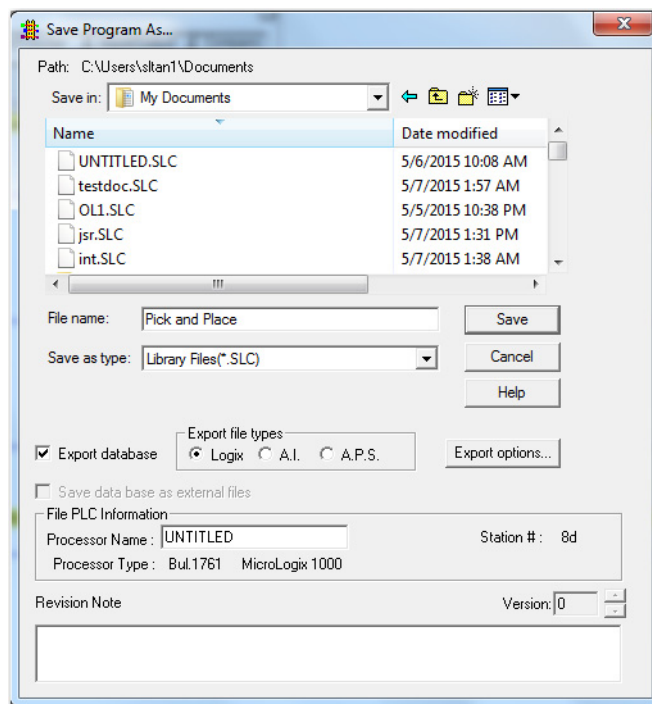 Save Program As...
Path: C:\Users\sltan1\Documents
Save in: My Documents
Name Date modified
UNTITLED.SLC 5/6/2015 10:08 AM
testdoc.SLC 5/7/2015 1:57 AM
OL1.SLC 5/5/2015 10:38 PM
jsr.SLC 5/7/2015 1:31 PM
int.SLC 5/7/2015 1:38 AM
File name: Pick and Place Save
Save as type: Library Files(*.SLC) Cancel
Help
Export file types
Export database Logix A.I. A.P.S. Export options...
Save data base as external files
File PLC Information
Processor Name : UNTITLED Station # : 8d
Processor Type : Bul.1761 MicroLogix 1000
Revision Note Version: 0